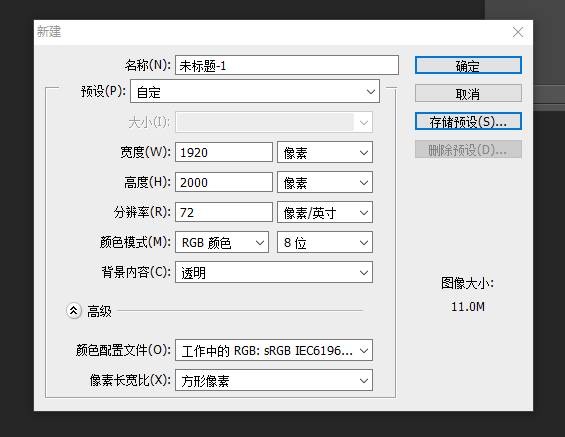 新建
名称(N): 未标题-1
确定
预设(P): 自定
取消
大小(I):
存储预设(S)...
宽度(W): 1920 像素
删除预设(D)...
高度(H): 2000 像素
分辨率(R): 72 像素/英寸
颜色模式(M): RGB 颜色 8 位
背景内容(C): 透明
图像大小:
11.0M
高级
颜色配置文件(O): 工作中的 RGB: sRGB IEC6196...
像素长宽比(X): 方形像素